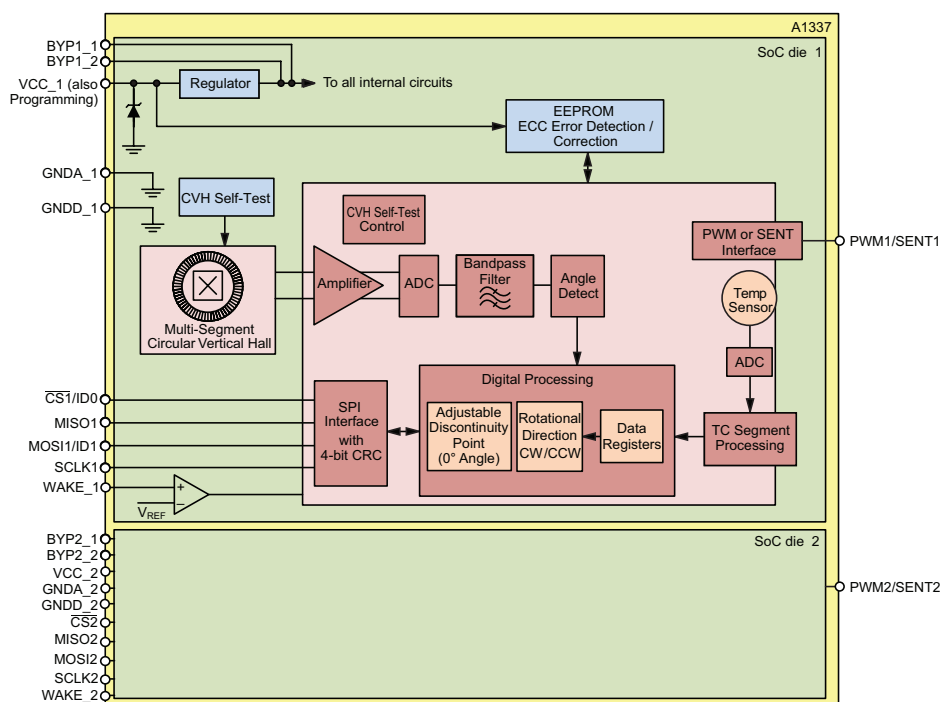 A1337
SoC die 1
BYP1_1
BYP1_2
VCC_1 (also
Programming)
Regulator
To all internal circuits
EEPROM
ECC Error Detection /
Correction
GNDA_1
GNDD_1
CVH Self-Test
CVH Self-Test
Control
PWM or SENT
Interface
PWM1/SENT1
Multi-Segment
Circular Vertical Hall
Amplifier
ADC
Bandpass
Filter
Angle
Detect
Temp
Sensor
ADC
CS1/ID0
MISO1
MOSI1/ID1
SCLK1
WAKE_1
SPI
Interface
with
4-bit CRC
Digital Processing
Adjustable
Discontinuity
Point
(0° Angle)
Rotational
Direction
CW/CCW
Data
Registers
TC Segment
Processing
+
–
VREF
SoC die 2
BYP2_1
BYP2_2
VCC_2
GNDA_2
GNDD_2
CS2
MISO2
MOSI2
SCLK2
WAKE_2
PWM2/SENT2